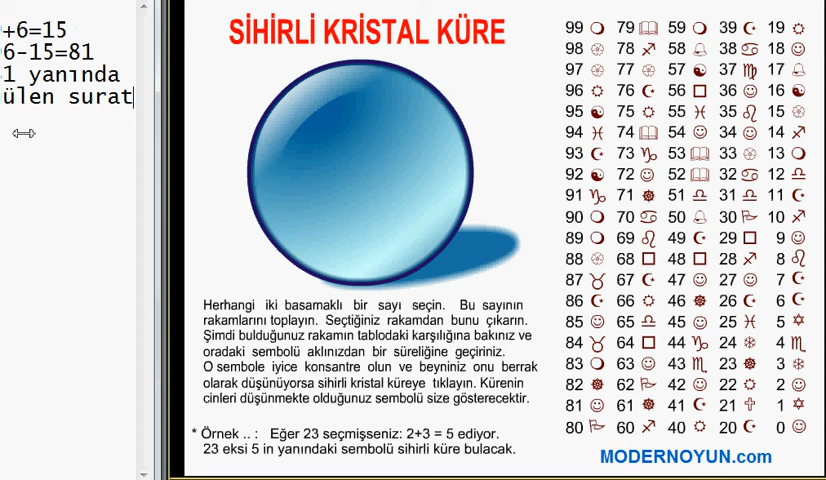 +6=15
6-15=81
1 yanında
ülen surat
SİHİRLİ KRİSTAL KÜRE
Herhangi iki basamaklı bir sayı seçin. Bu sayının
rakamlarını toplayın. Seçtiğiniz rakamdan bunu çıkarın.
Şimdi bulduğunuz rakamın tablodaki karşılığına bakınız ve
oradaki sembolü aklınızdan bir süreliğine geçiriniz.
O sembole iyice konsantre olun ve beyniniz onu berrak
olarak düşünüyorsa sihirli kristal küreye tıklayın. Kürenin
cinleri düşünmekte olduğunuz sembolü size gösterecektir.
* Örnek .. : Eğer 23 seçmişseniz: 2+3 = 5 ediyor.
23 eksi 5 in yanındaki sembolü sihirli küre bulacak.
99 79 59 39 19
98 78 58 38 18
97 77 57 37 17
96 76 56 36 16
95 75 55 35 15
94 74 54 34 14
93 73 53 33 13
92 72 52 32 12
91 71 51 31 11
90 70 50 30 10
89 69 49 29 9
88 68 48 28 8
87 67 47 27 7
86 66 46 26 6
85 65 45 25 5
84 64 44 24 4
83 63 43 23 3
82 62 42 22 2
81 61 41 21 1
80 60 40 20 0
MODERNOYUN.com